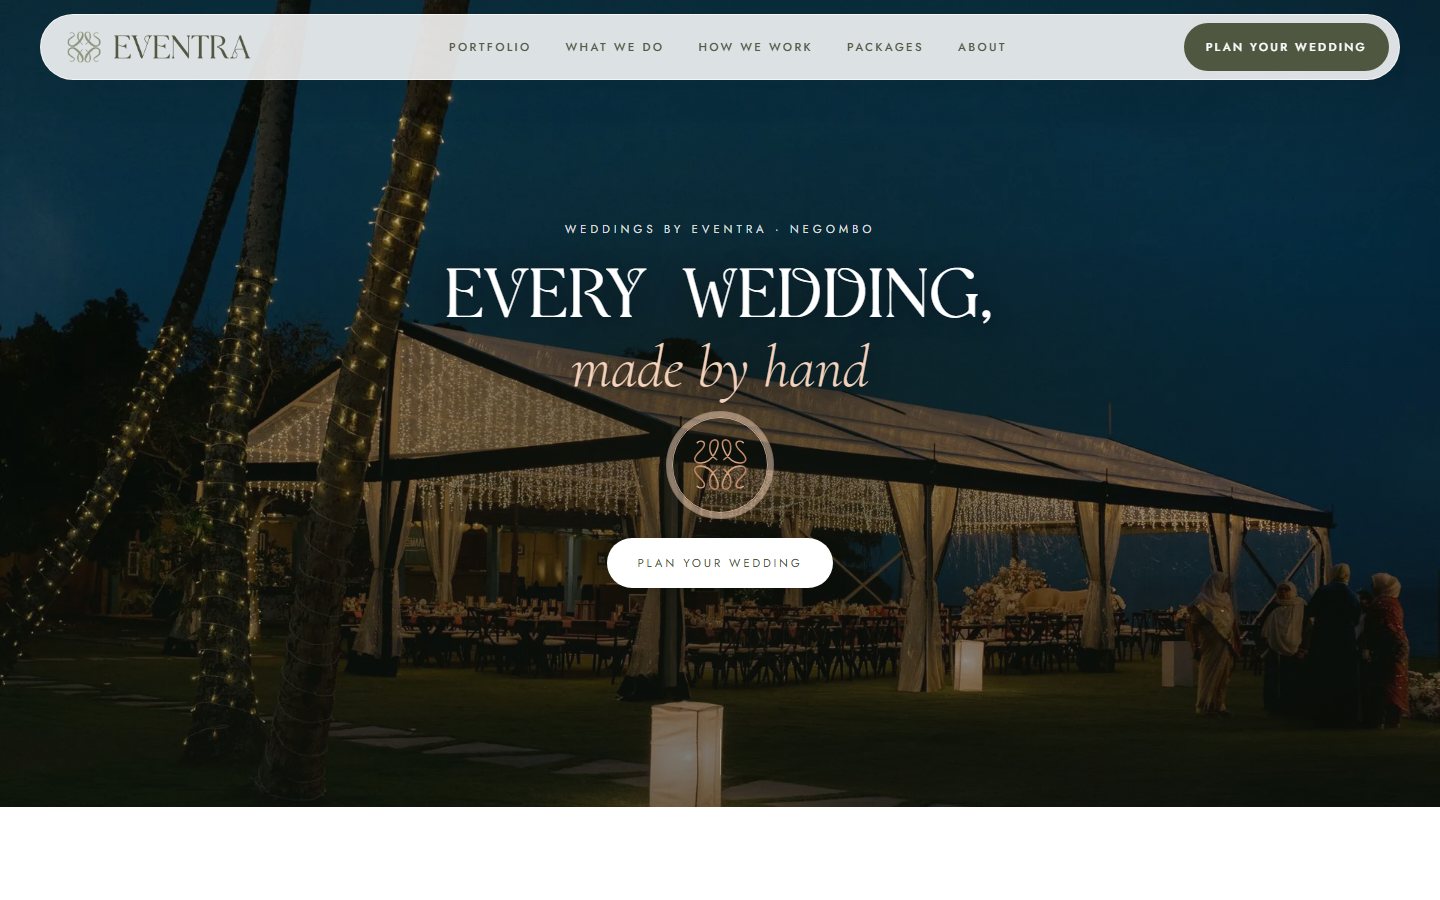 EVENTRA
PORTFOLIO
WHAT WE DO
HOW WE WORK
PACKAGES
ABOUT
PLAN YOUR WEDDING
WEDDINGS BY EVENTRA · NEGOMBO
EVERY WEDDING,
made by hand
PLAN YOUR WEDDING